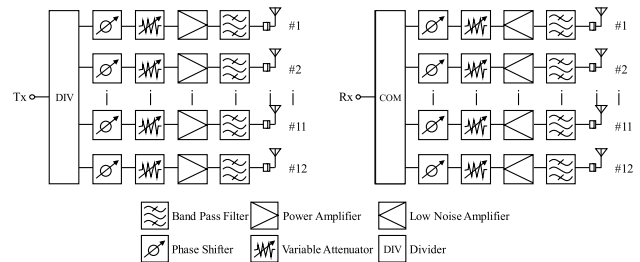 #1
#2
Tx
DIV
#11
#12
#1
#2
Rx
COM
#11
#12
Band Pass Filter
Power Amplifier
Low Noise Amplifier
Phase Shifter
Variable Attenuator
DIV
Divider